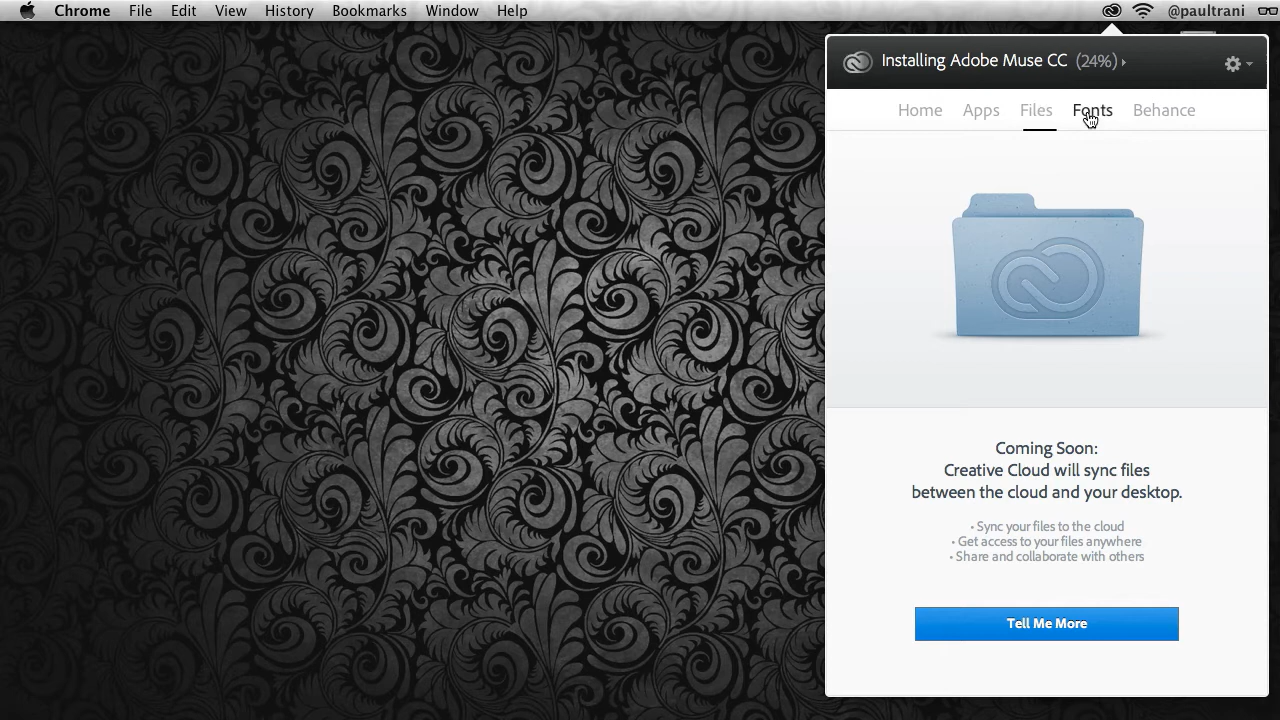 Chrome File Edit View History Bookmarks Window Help @paultrani
Installing Adobe Muse CC (24%)
Home Apps Files Fonts Behance
Coming Soon:
Creative Cloud will sync files
between the cloud and your desktop.
• Sync your files to the cloud
• Get access to your files anywhere
• Share and collaborate with others
Tell Me More